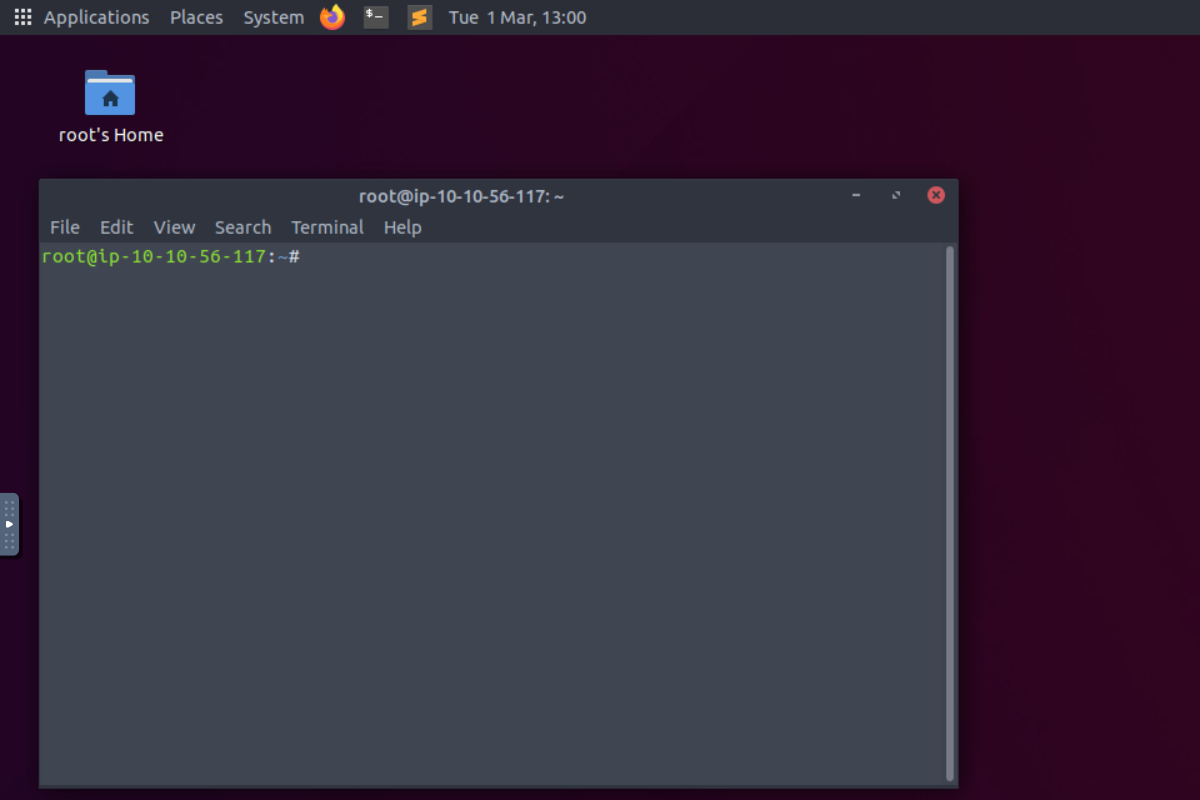 Applications Places System $_ Tue 1 Mar, 13:00
root's Home
root@ip-10-10-56-117: ~
File Edit View Search Terminal Help
root@ip-10-10-56-117:~#